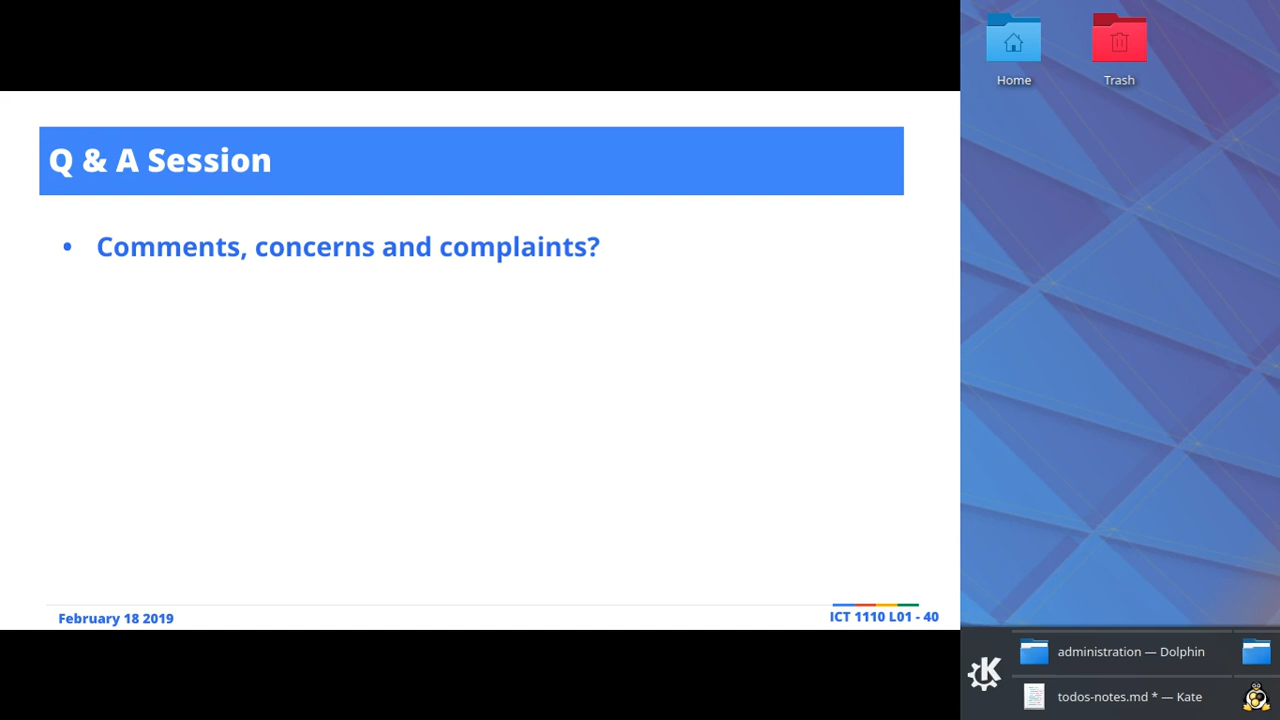 Q & A Session
• Comments, concerns and complaints?
February 18 2019
ICT 1110 L01 - 40
Home
Trash
administration — Dolphin
todos-notes.md * — Kate